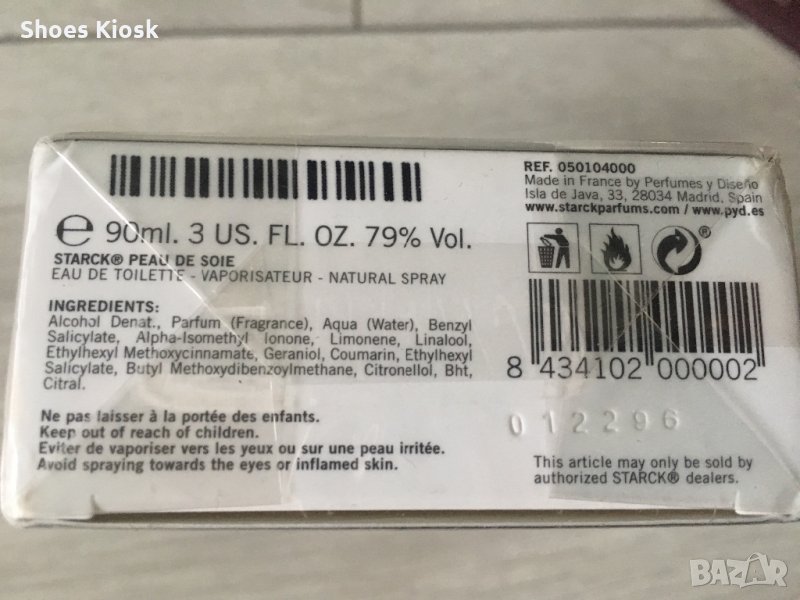 Shoes Kiosk
REF. 050104000
Made in France by Perfumes y Diseño
Isla de Java, 33, 28034 Madrid, Spain
www.starckparfums.com / www.pyd.es
℮ 90ml. 3 US. FL. OZ. 79% Vol.
STARCK® PEAU DE SOIE
EAU DE TOILETTE - VAPORISATEUR - NATURAL SPRAY
INGREDIENTS:
Alcohol Denat., Parfum (Fragrance), Aqua (Water), Benzyl
Salicylate, Alpha-Isomethyl Ionone, Limonene, Linalool,
Ethylhexyl Methoxycinnamate, Geraniol, Coumarin, Ethylhexyl
Salicylate, Butyl Methoxydibenzoylmethane, Citronellol, Bht,
Citral.
Ne pas laisser à la portée des enfants.
Keep out of reach of children.
Eviter de vaporiser vers les yeux ou sur une peau irritée.
Avoid spraying towards the eyes or inflamed skin.
8 434102 000002
012296
This article may only be sold by
authorized STARCK® dealers.
BAZAR